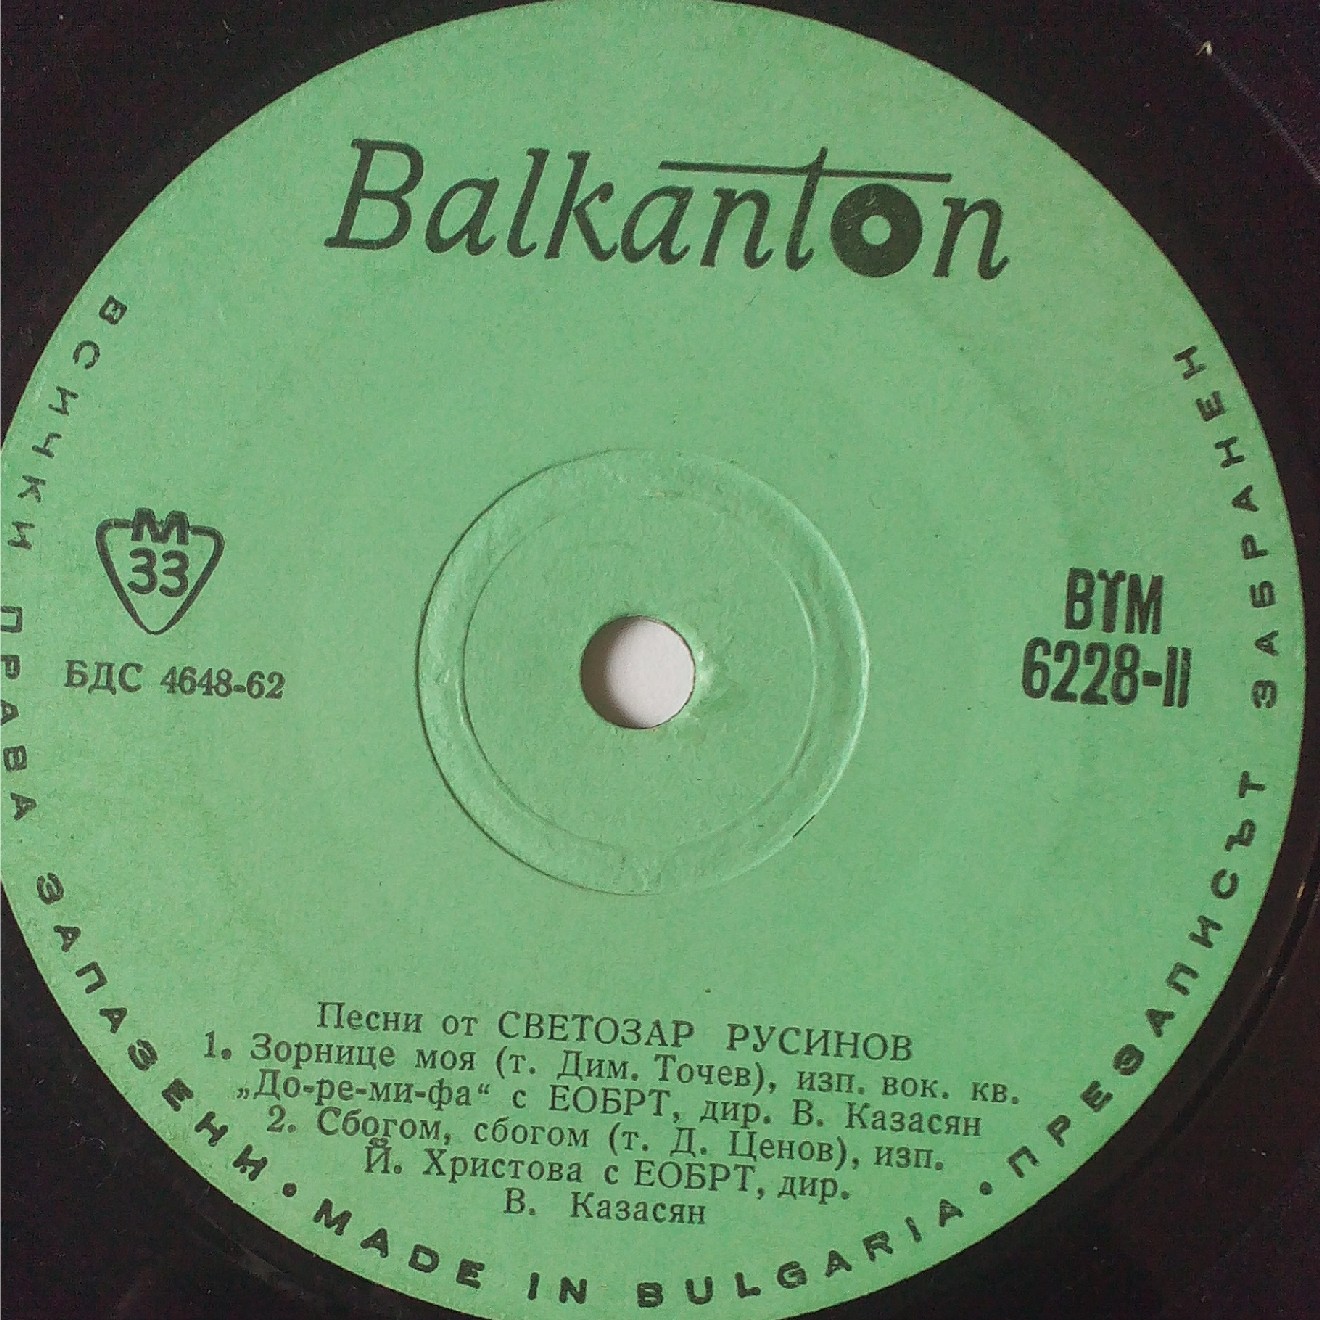 Balkanton
М
33
БДС 4648-62
ВТМ
6228-II
Песни от СВЕТОЗАР РУСИНОВ
1. Зорнице моя (т. Дим. Точев), изп. вок. кв.
„До-ре-ми-фа“ с ЕОБРТ, дир. В. Казасян
2. Сбогом, сбогом (т. Д. Ценов), изп.
Й. Христова с ЕОБРТ, дир.
В. Казасян
ВСИЧКИ ПРАВА ЗАПАЗЕНИ • MADE IN BULGARIA • ПРЕЗАПИСЪТ ЗАБРАНЕН